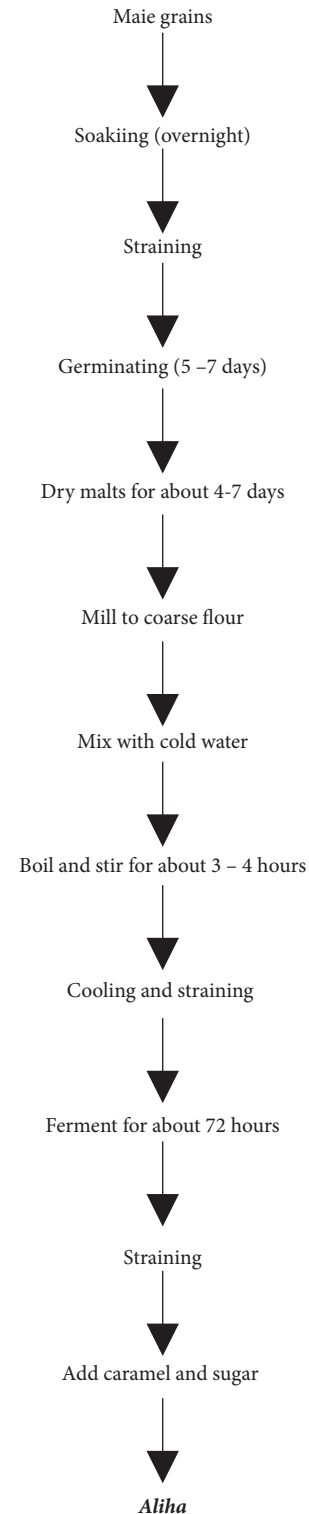 Maie grains
Soakiing (overnight)
Straining
Germinating (5 –7 days)
Dry malts for about 4-7 days
Mill to coarse flour
Mix with cold water
Boil and stir for about 3 – 4 hours
Cooling and straining
Ferment for about 72 hours
Straining
Add caramel and sugar
Aliha